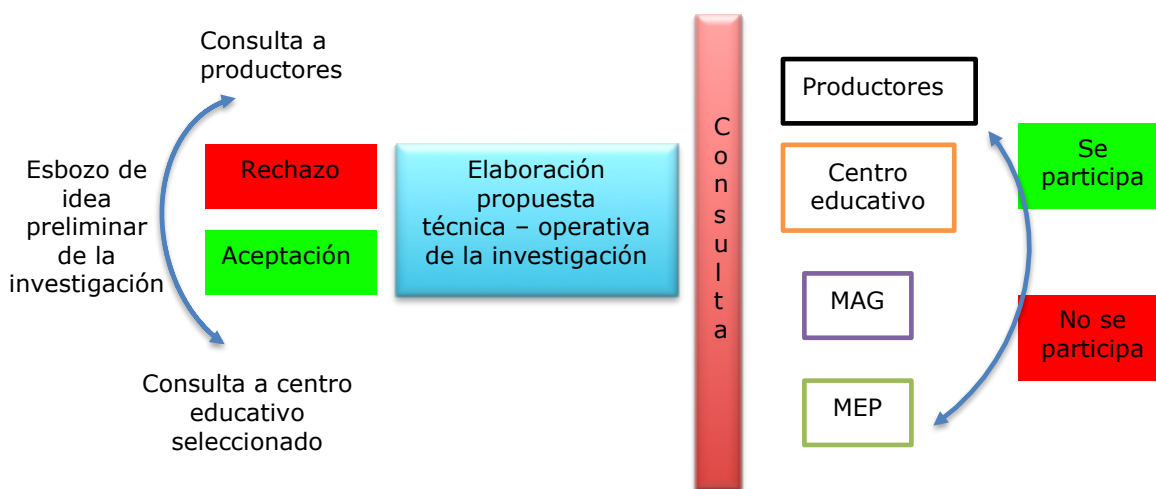 Consulta a
productores
Esbozo de
idea
preliminar
de la
investigación
Rechazo
Aceptación
Consulta a centro
educativo
seleccionado
Elaboración
propuesta
técnica – operativa
de la investigación
C
o
n
s
u
l
t
a
Productores
Centro
educativo
MAG
MEP
Se
participa
No se
participa